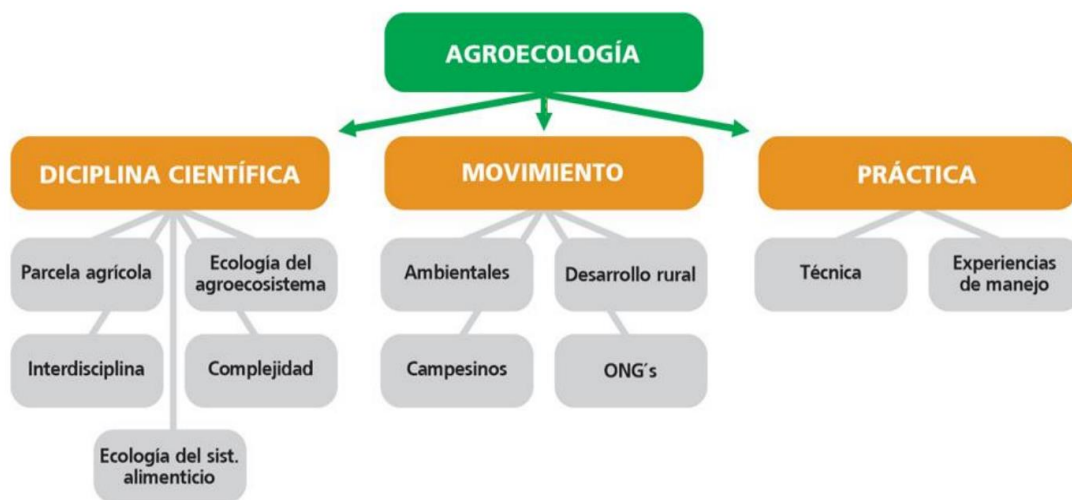 AGROECOLOGÍA
DICIPLINA CIENTÍFICA
MOVIMIENTO
PRÁCTICA
Parcela agrícola
Ecología del
agroecosistema
Interdisciplina
Complejidad
Ecología del sist.
alimenticio
Ambientales
Desarrollo rural
Campesinos
ONG´s
Técnica
Experiencias
de manejo